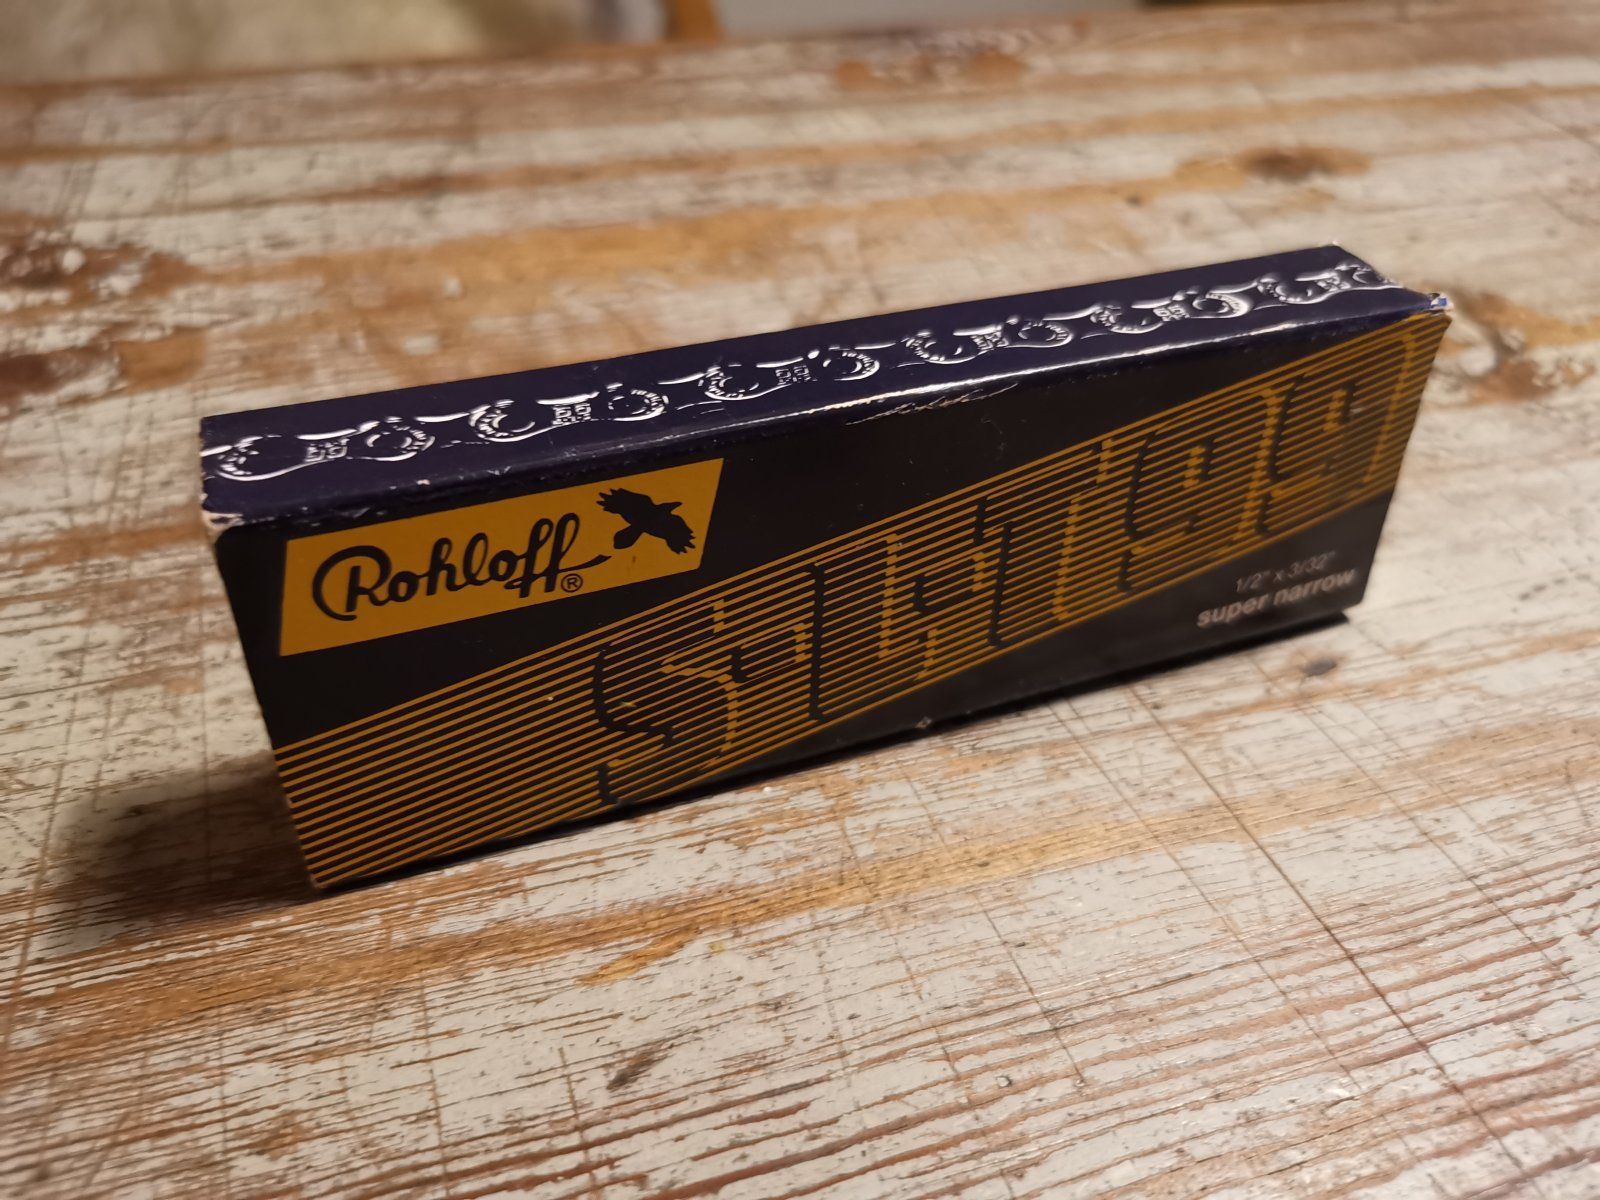 Rohloff®
SLT99
1/2" x 3/32"
super narrow